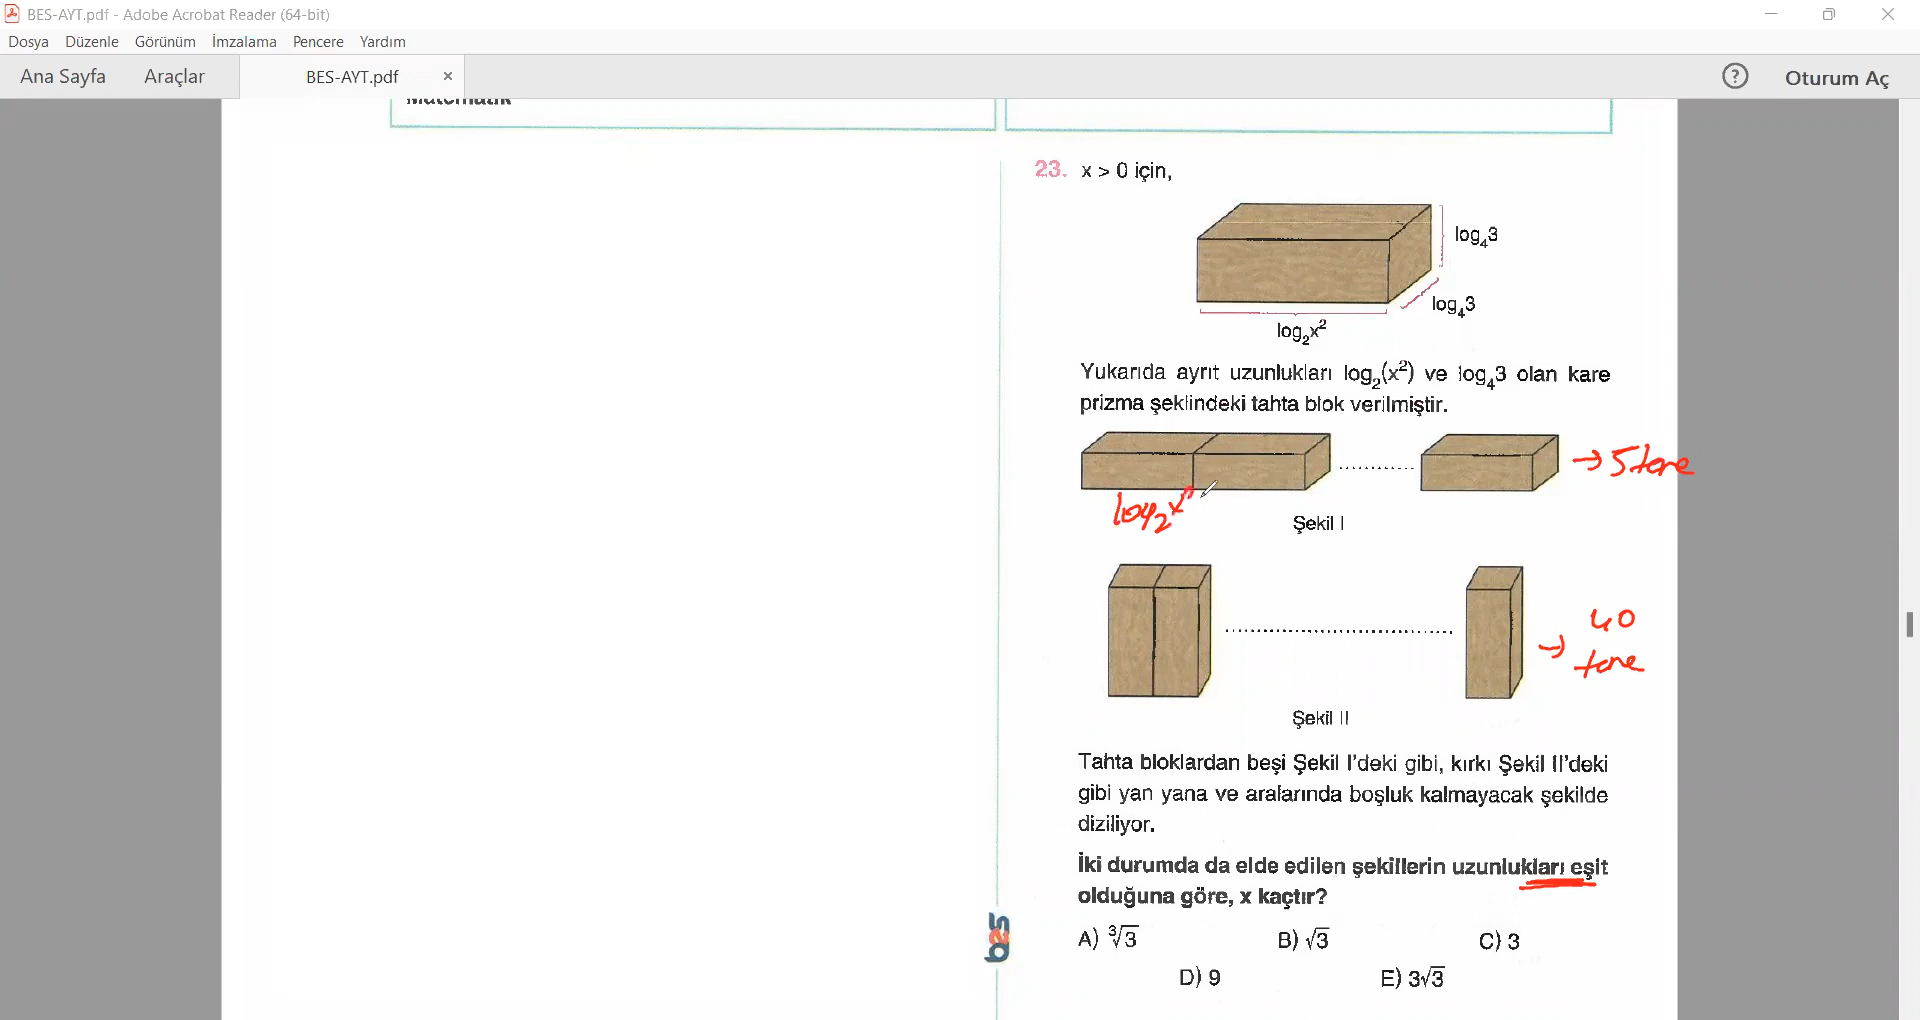 BES-AYT.pdf - Adobe Acrobat Reader (64-bit)
Dosya Düzenle Görünüm İmzalama Pencere Yardım
Ana Sayfa Araçlar BES-AYT.pdf × ? Oturum Aç
Matematik
23. x > 0 için,
log₄3
log₄3
log₂x²
Yukarıda ayrıt uzunlukları log₂(x²) ve log₄3 olan kare
prizma şeklindeki tahta blok verilmiştir.
→ 5 tane
log₂x²
Şekil I
40
→ tane
Şekil II
Tahta bloklardan beşi Şekil I'deki gibi, kırkı Şekil II'deki
gibi yan yana ve aralarında boşluk kalmayacak şekilde
diziliyor.
İki durumda da elde edilen şekillerin uzunlukları eşit
olduğuna göre, x kaçtır?
A) ³√3 B) √3 C) 3
D) 9 E) 3√3
bes